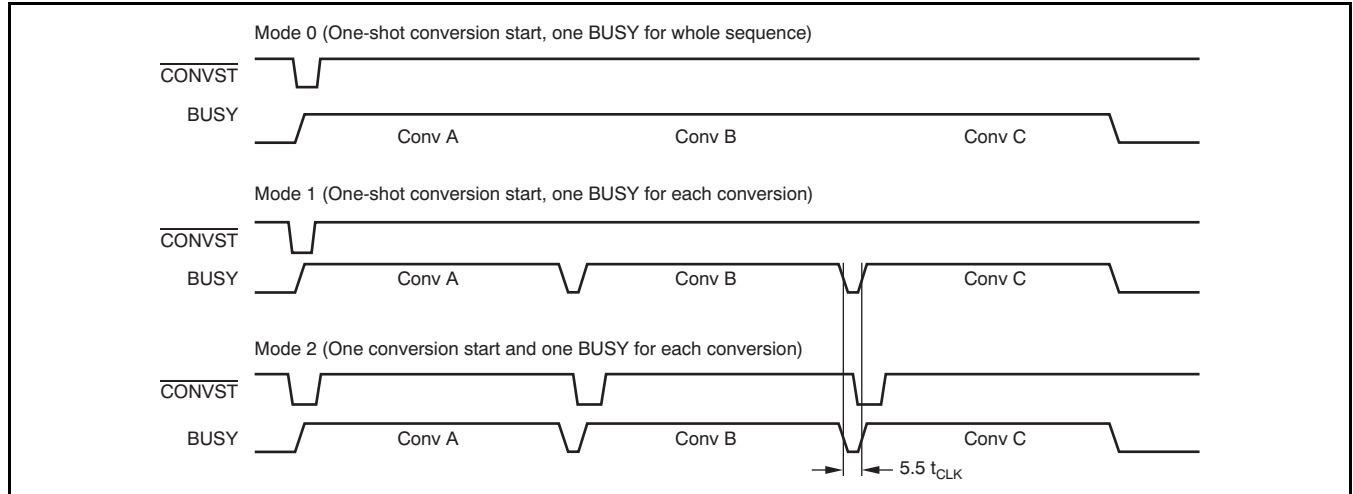 Mode 0 (One-shot conversion start, one BUSY for whole sequence)
CONVST
BUSY
Conv A Conv B Conv C
Mode 1 (One-shot conversion start, one BUSY for each conversion)
CONVST
BUSY
Conv A Conv B Conv C
Mode 2 (One conversion start and one BUSY for each conversion)
CONVST
BUSY
Conv A Conv B Conv C
5.5 tCLK